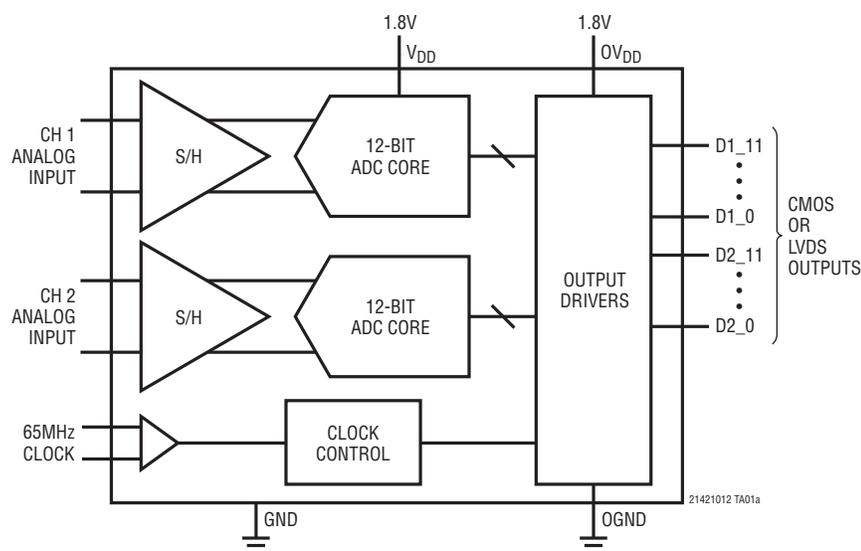 1.8V
1.8V
VDD
OVDD
CH 1
ANALOG
INPUT
S/H
12-BIT
ADC CORE
D1_11
D1_0
D2_11
D2_0
CMOS
OR
LVDS
OUTPUTS
OUTPUT
DRIVERS
CH 2
ANALOG
INPUT
S/H
12-BIT
ADC CORE
65MHz
CLOCK
CLOCK
CONTROL
21421012 TA01a
GND
OGND